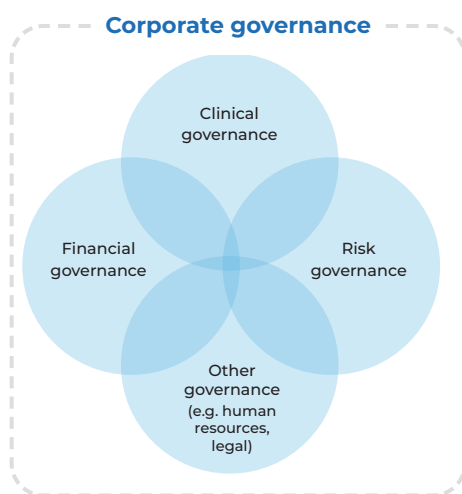 Corporate governance
Clinical
governance
Financial
governance
Risk
governance
Other
governance
(e.g. human
resources,
legal)